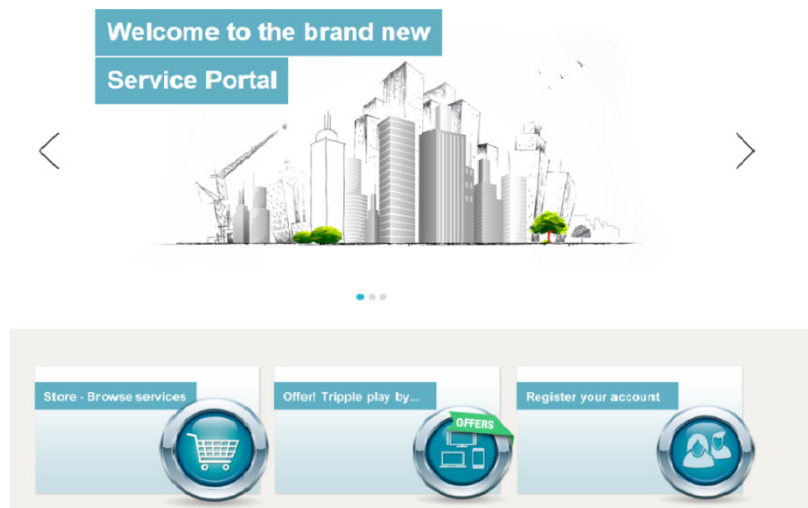 Welcome to the brand new
Service Portal
Store - Browse services
Offer! Tripple play by...
OFFERS
Register your account